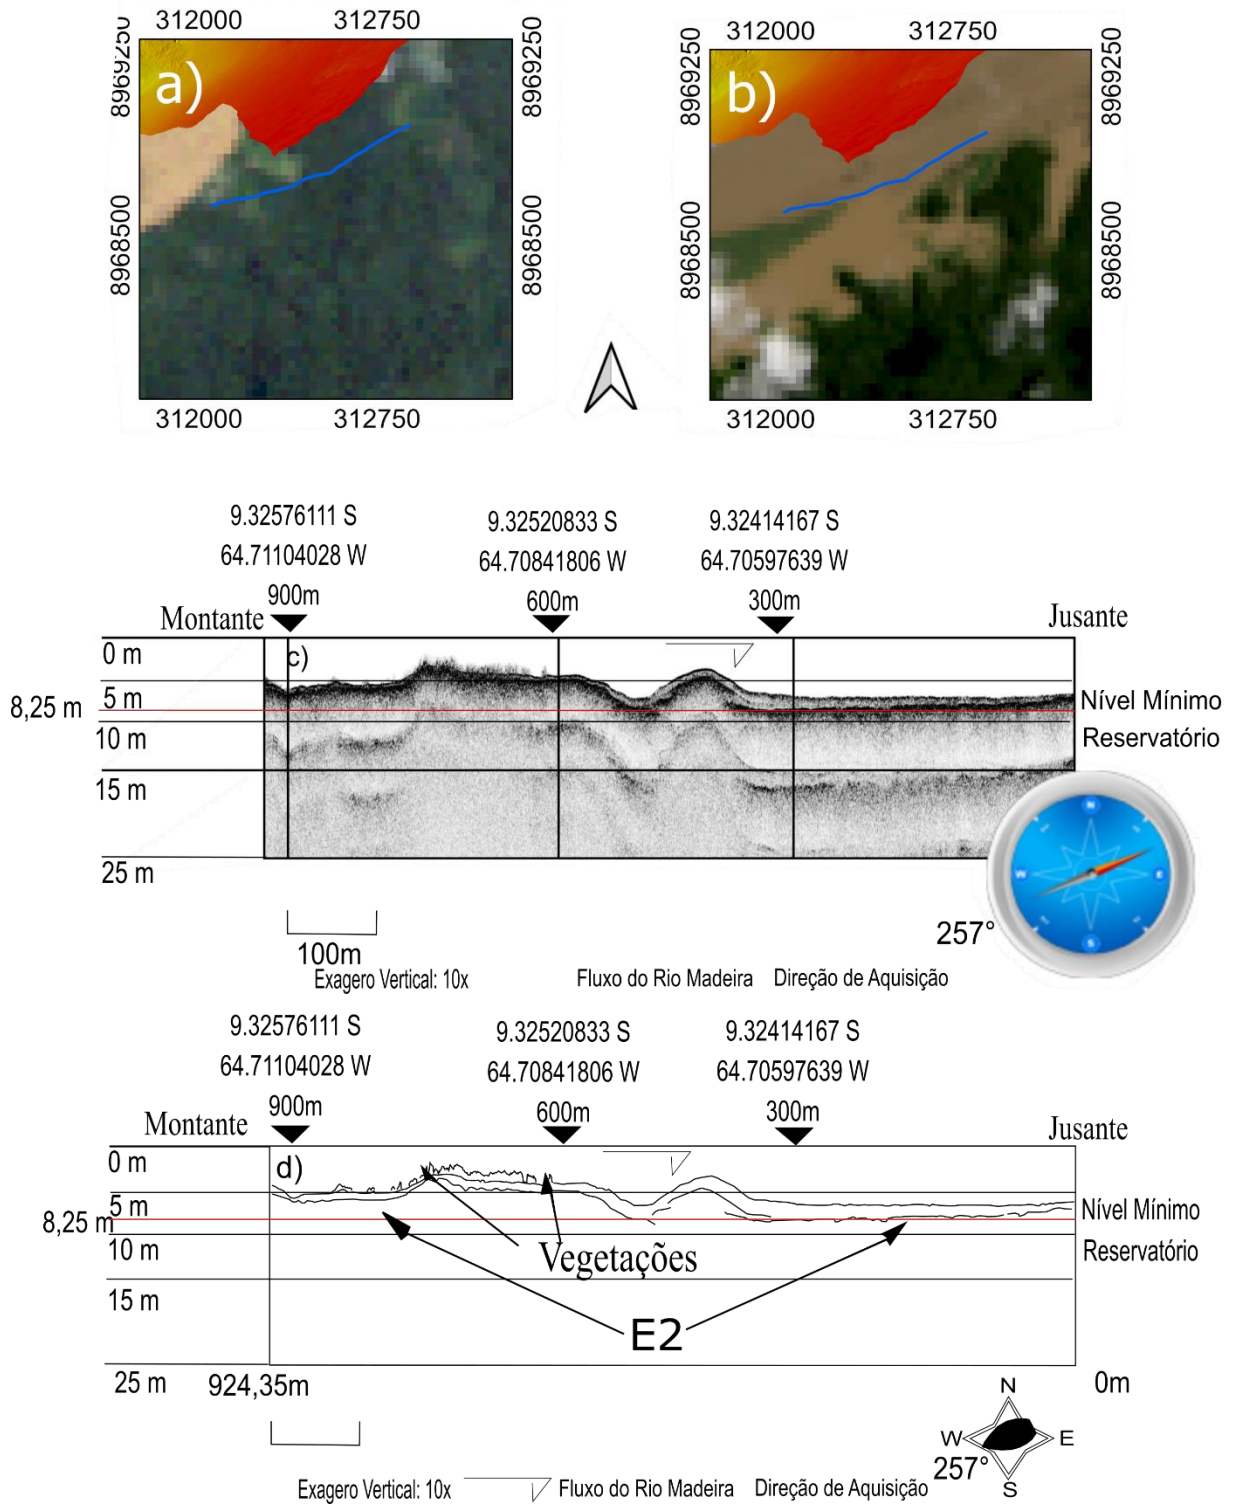 312000 312750
312000 312750
8969250
8969250
8969250
8969250
a)
b)
8968500
8968500
8968500
8968500
312000 312750
312000 312750
9.32576111 S
64.71104028 W
900m
9.32520833 S
64.70841806 W
600m
9.32414167 S
64.70597639 W
300m
Montante
Jusante
c)
0 m
5 m
8,25 m
10 m
15 m
25 m
Nível Mínimo
Reservatório
N
W
E
S
257°
100m
Exagero Vertical: 10x
Fluxo do Rio Madeira
Direção de Aquisição
9.32576111 S
64.71104028 W
900m
9.32520833 S
64.70841806 W
600m
9.32414167 S
64.70597639 W
300m
Montante
Jusante
d)
0 m
5 m
8,25 m
10 m
15 m
25 m
Nível Mínimo
Reservatório
Vegetações
E2
924,35m
0m
N
W
E
S
257°
Exagero Vertical: 10x
Fluxo do Rio Madeira
Direção de Aquisição